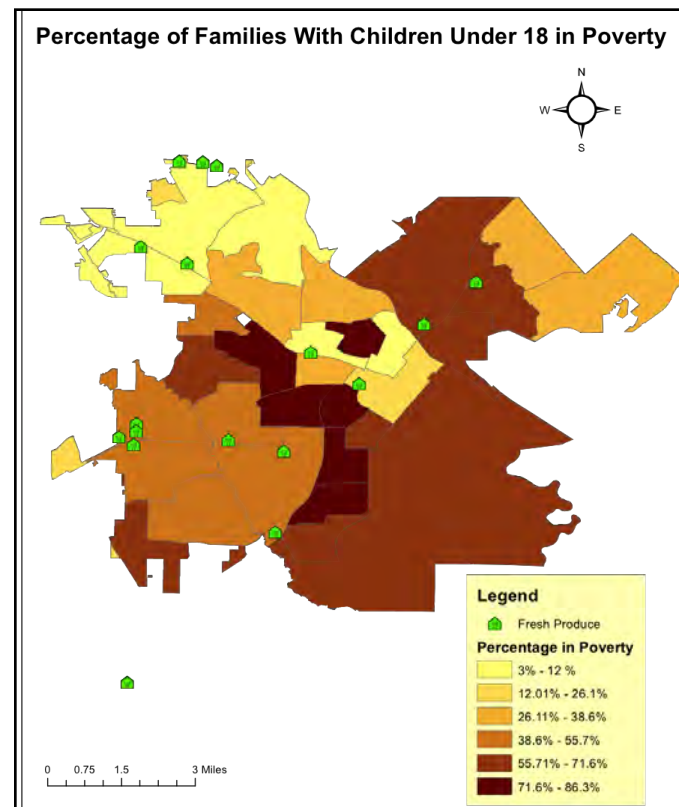 Percentage of Families With Children Under 18 in Poverty
N
W E
S
Legend
Fresh Produce
Percentage in Poverty
3% - 12 %
12.01% - 26.1%
26.11% - 38.6%
38.6% - 55.7%
55.71% - 71.6%
71.6% - 86.3%
0 0.75 1.5 3 Miles